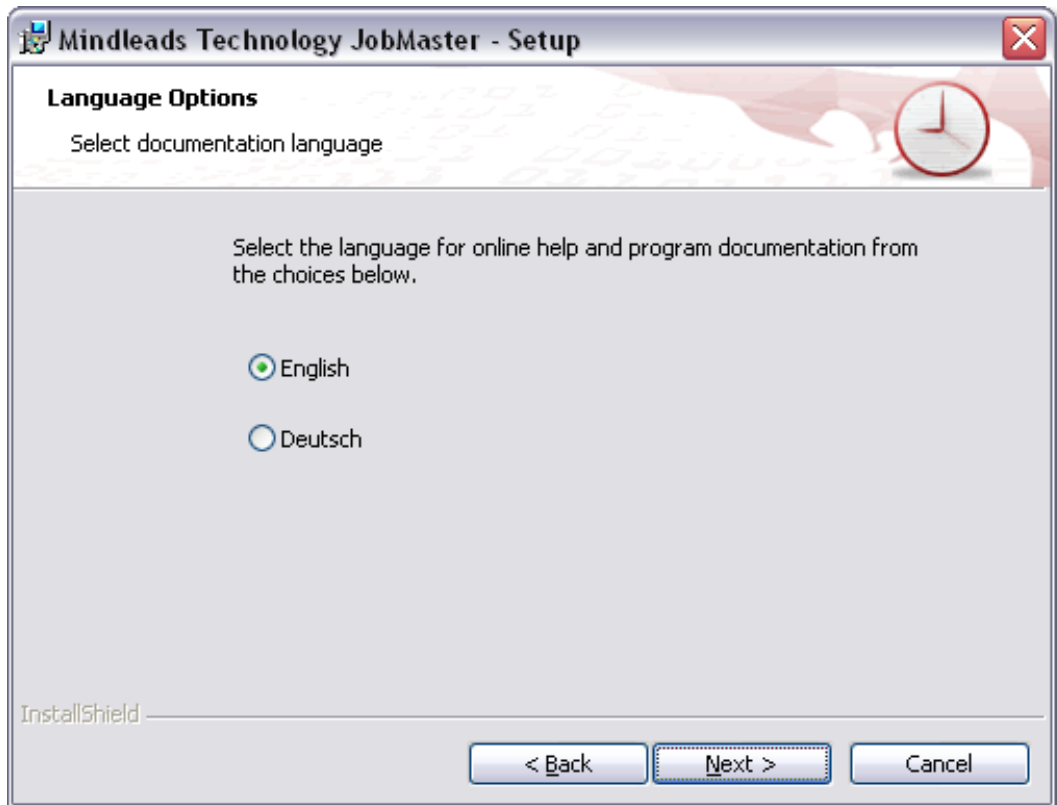 Mindleads Technology JobMaster - Setup
Language Options
Select documentation language
Select the language for online help and program documentation from
the choices below.
English
Deutsch
InstallShield
< Back
Next >
Cancel